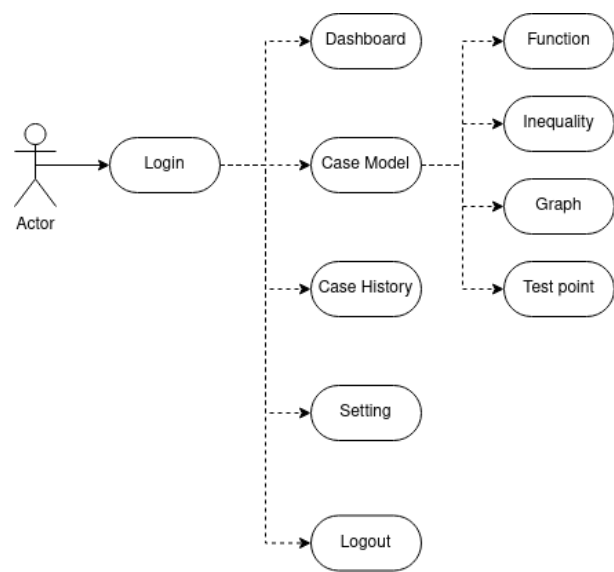 Actor
Login
Dashboard
Case Model
Case History
Setting
Logout
Function
Inequality
Graph
Test point